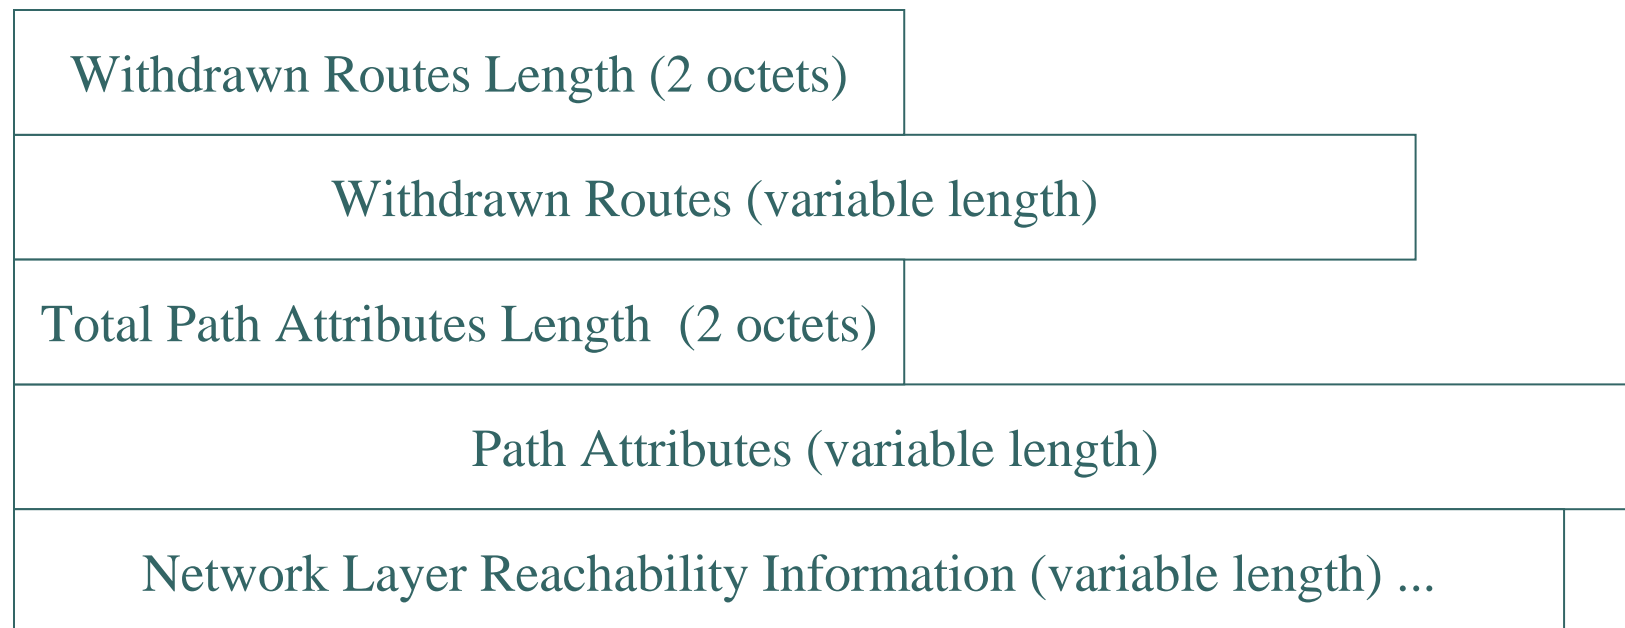 Withdrawn Routes Length (2 octets)
Withdrawn Routes (variable length)
Total Path Attributes Length  (2 octets)
Path Attributes (variable length)
Network Layer Reachability Information (variable length) ...